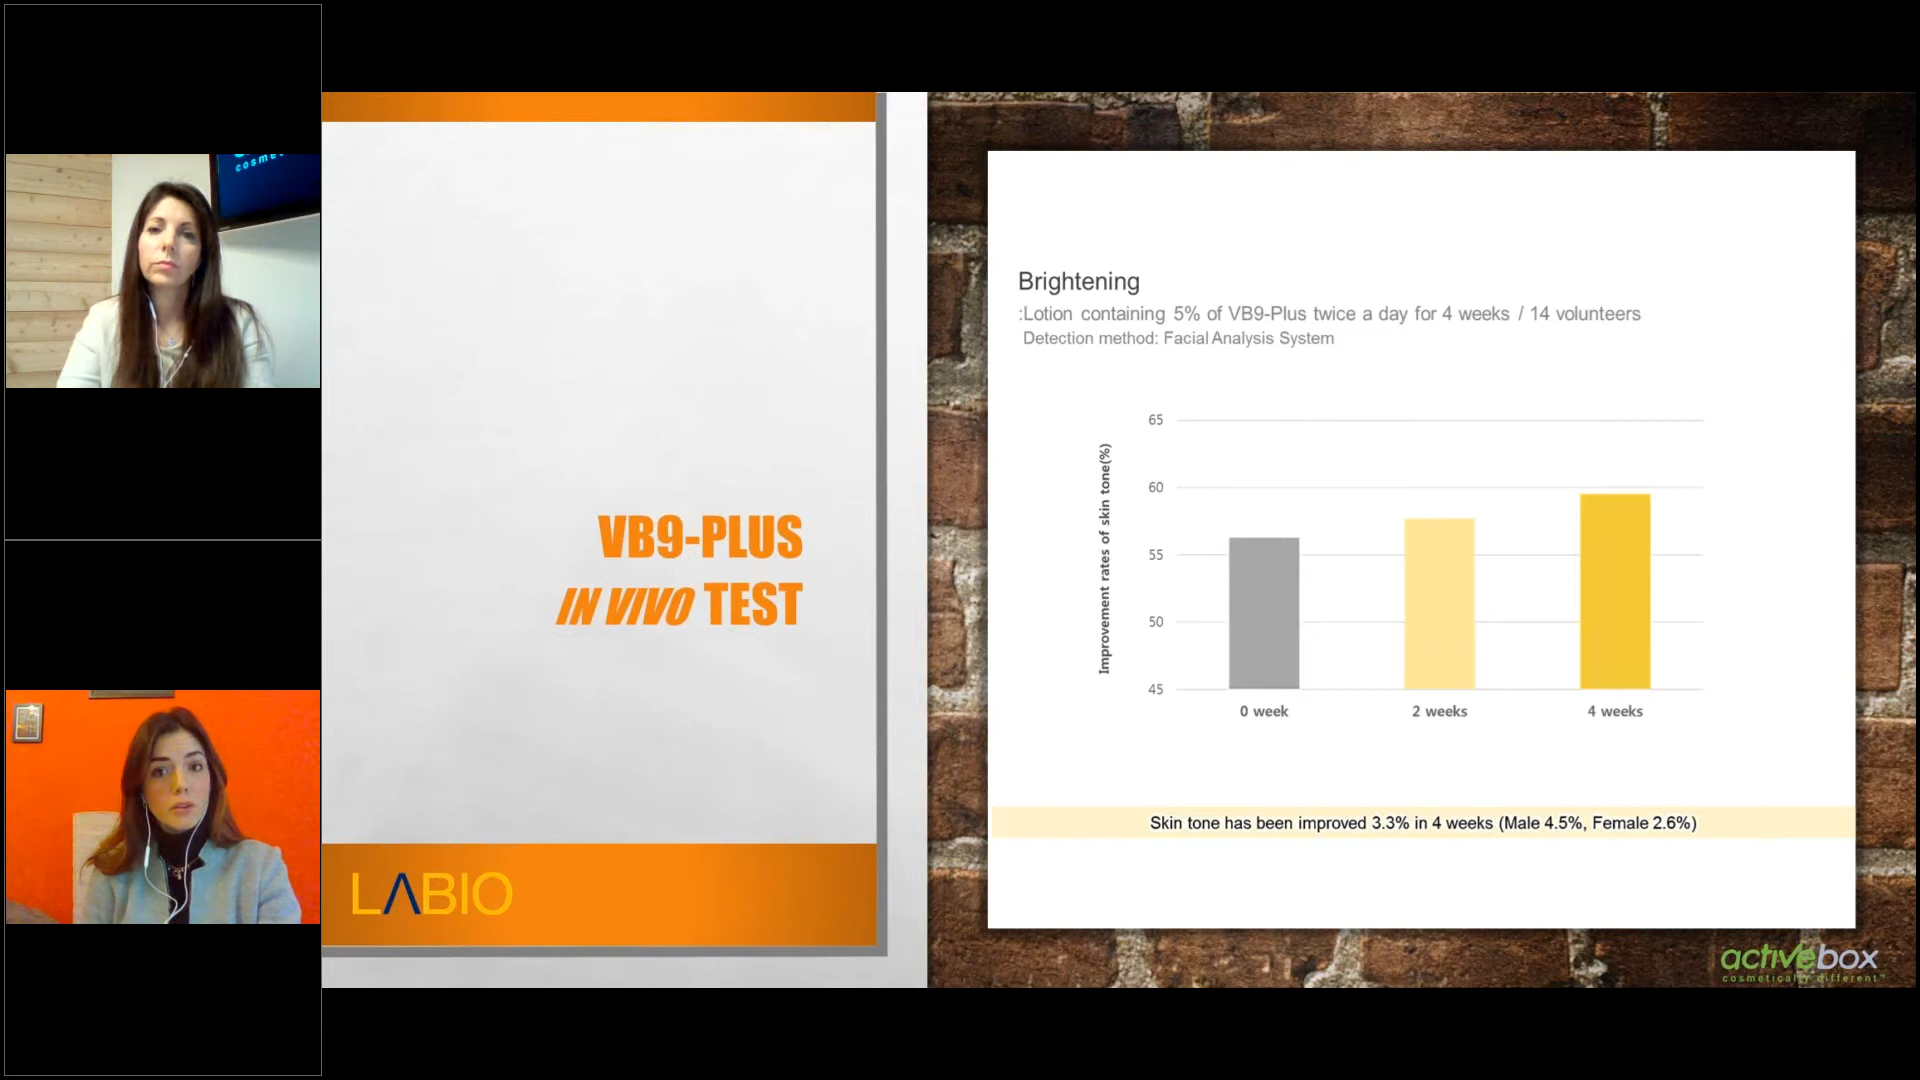 cosme
VB9-PLUS
IN VIVO TEST
LABIO
Brightening
:Lotion containing 5% of VB9-Plus twice a day for 4 weeks / 14 volunteers
Detection method: Facial Analysis System
Improvement rates of skin tone(%)
65
60
55
50
45
0 week
2 weeks
4 weeks
Skin tone has been improved 3.3% in 4 weeks (Male 4.5%, Female 2.6%)
activebox
cosmetically different™